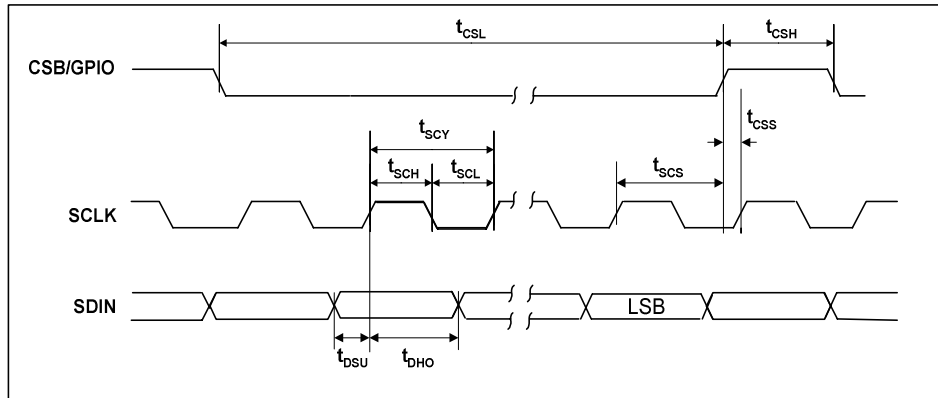 tCSL
tCSH
CSB/GPIO
tCSS
tSCY
tSCH
tSCL
tSCS
SCLK
SDIN
LSB
tDSU
tDHO